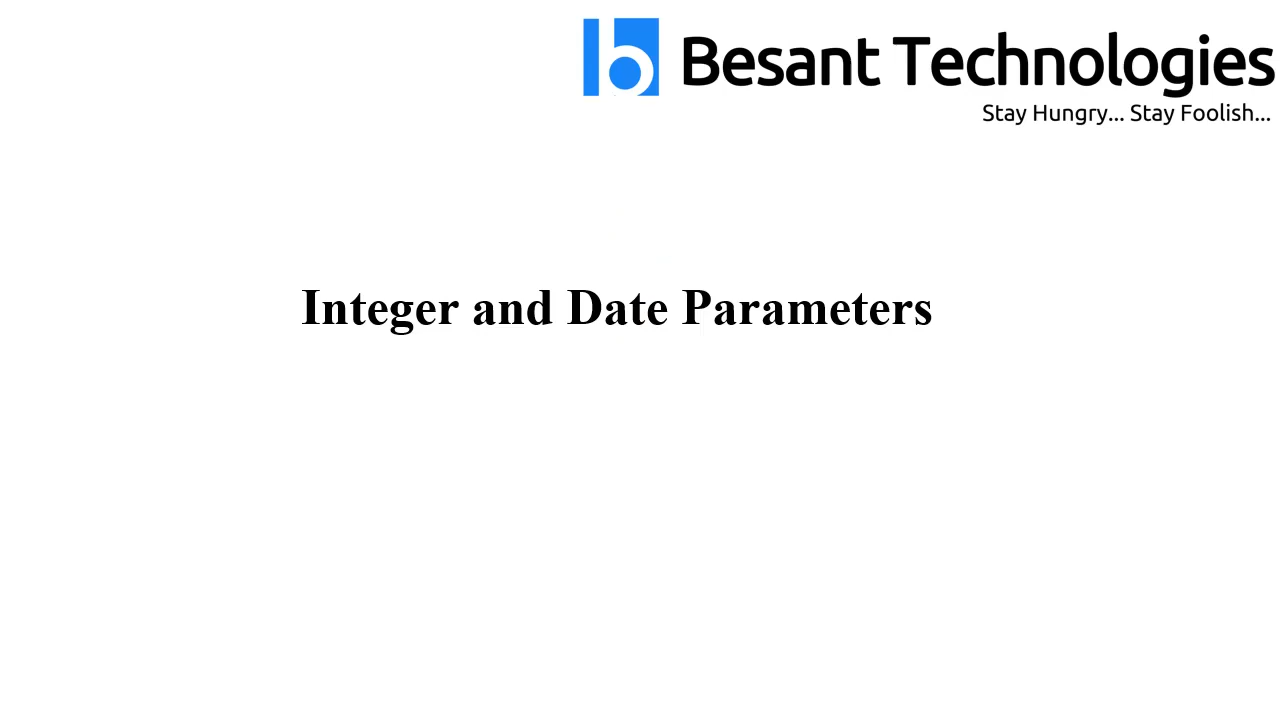 Besant Technologies
Stay Hungry... Stay Foolish...
Integer and Date Parameters